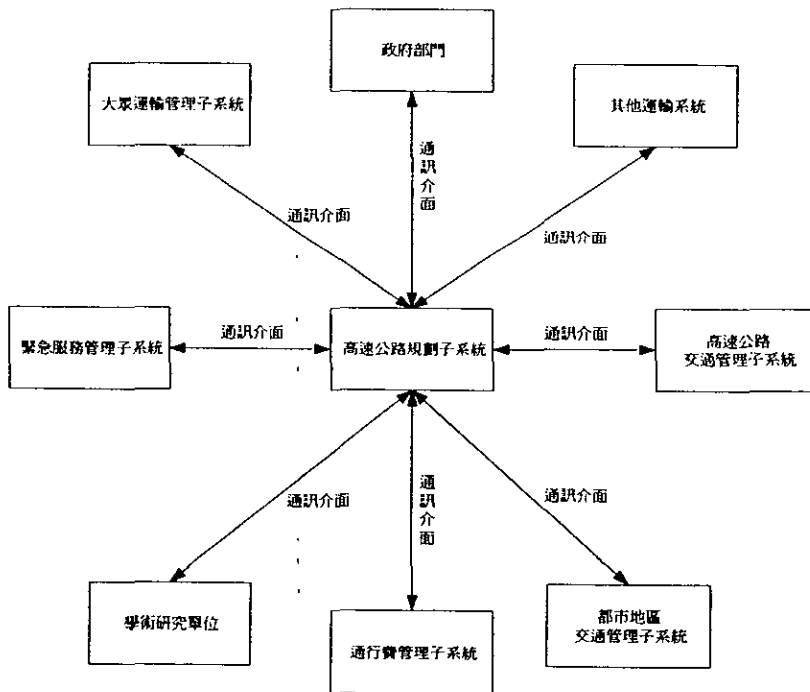 政府部門
大眾運輸管理子系統
其他運輸系統
通訊介面
通訊介面
通訊介面
緊急服務管理子系統
通訊介面
高速公路規劃子系統
通訊介面
高速公路
交通管理子系統
通訊介面
通訊介面
通訊介面
學術研究單位
通行費管理子系統
都市地區
交通管理子系統